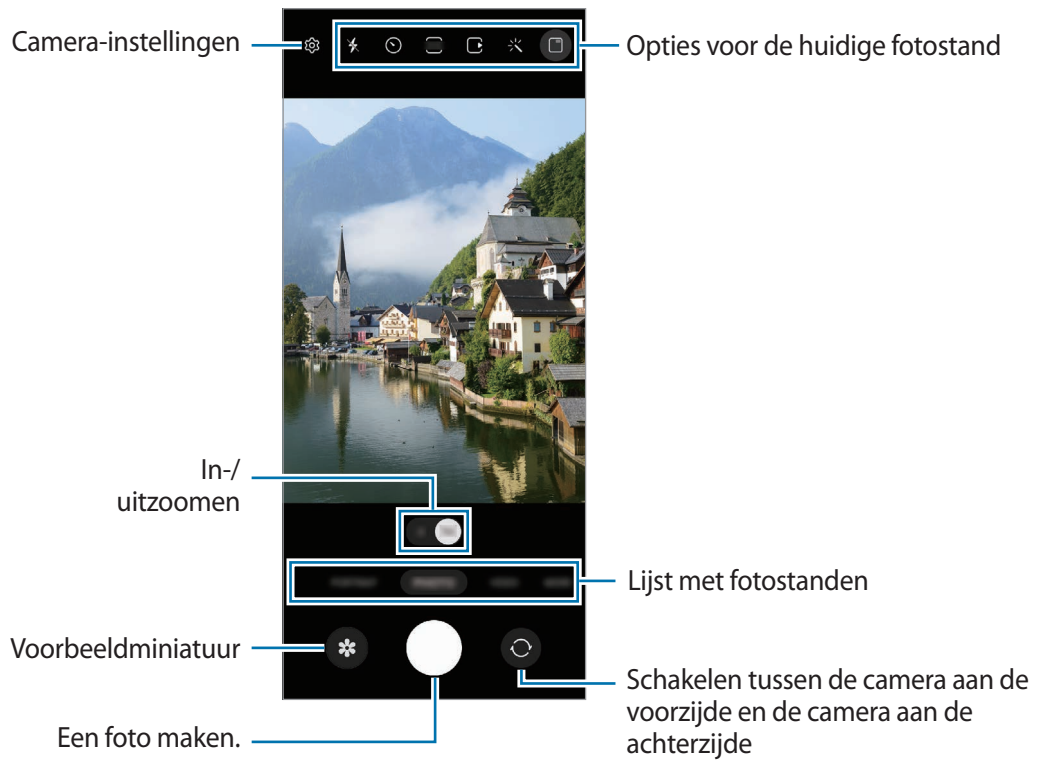 Camera-instellingen
Opties voor de huidige fotostand
In-/
uitzoomen
Lijst met fotostanden
Voorbeeldminiatuur
Schakelen tussen de camera aan de
voorzijde en de camera aan de
achterzijde
Een foto maken.